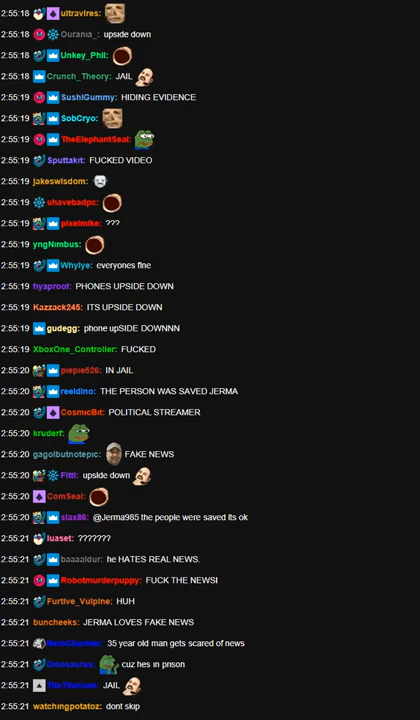 2:55:18 ultravires:
2:55:18 Ourania_: upside down
2:55:18 Unkey_Phil:
2:55:18 Crunch_Theory: JAIL
2:55:19 SushiGummy: HIDING EVIDENCE
2:55:19 SobCryo:
2:55:19 TheElephantSeal:
2:55:19 Sputtakit: FUCKED VIDEO
2:55:19 jakeswisdom:
2:55:19 uhavebadpc:
2:55:19 pixelmike: ???
2:55:19 yngNimbus:
2:55:19 Whylye: everyones fine
2:55:19 fiyaproof: PHONES UPSIDE DOWN
2:55:19 Kazzack245: ITS UPSIDE DOWN
2:55:19 gudegg: phone upSIDE DOWNNN
2:55:19 XboxOne_Controller: FUCKED
2:55:20 piepie526: IN JAIL
2:55:20 reeldino: THE PERSON WAS SAVED JERMA
2:55:20 CosmicBit: POLITICAL STREAMER
2:55:20 kruderf:
2:55:20 gagolbutnotepic: FAKE NEWS
2:55:20 Fitti: upside down
2:55:20 ComSeal:
2:55:20 slax86: @Jerma985 the people were saved its ok
2:55:21 luaset: ???????
2:55:21 baaaaldur: he HATES REAL NEWS.
2:55:21 Robotmurderpuppy: FUCK THE NEWS!
2:55:21 Furtive_Vulpine: HUH
2:55:21 buncheeks: JERMA LOVES FAKE NEWS
2:55:21 NeroCharmer: 35 year old man gets scared of news
2:55:21 Dinosaurus: cuz hes in prison
2:55:21 TitoTitanium: JAIL
2:55:21 watchingpotatoz: dont skip